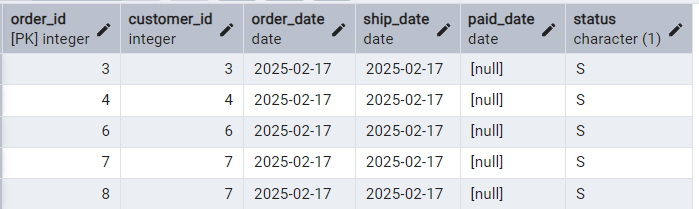 order_id customer_id order_date ship_date paid_date status
[PK] integer integer date date date character (1)
3 3 2025-02-17 2025-02-17 [null] S
4 4 2025-02-17 2025-02-17 [null] S
6 6 2025-02-17 2025-02-17 [null] S
7 7 2025-02-17 2025-02-17 [null] S
8 7 2025-02-17 2025-02-17 [null] S